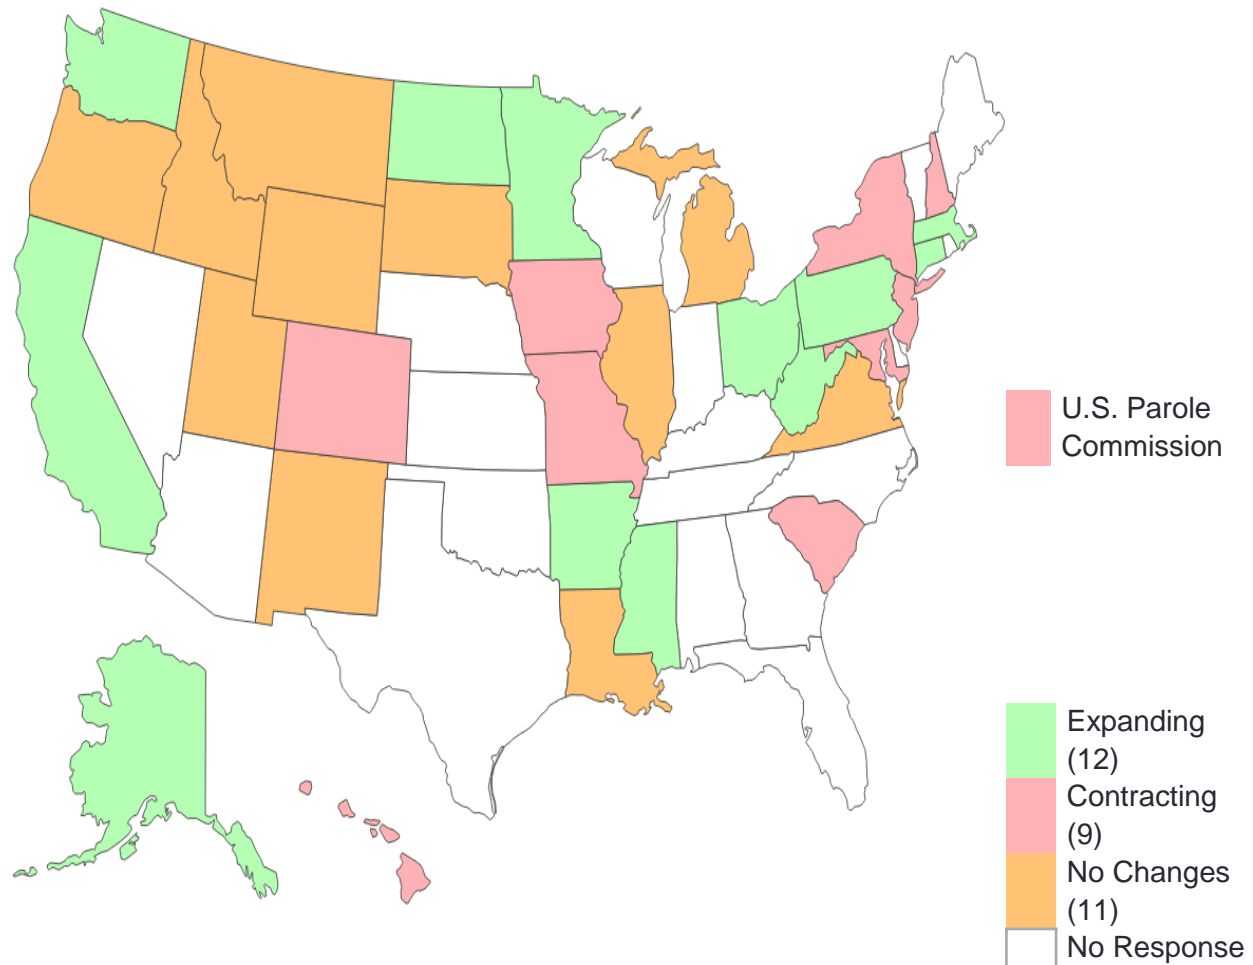 U.S. Parole
Commission
Expanding
(12)
Contracting
(9)
No Changes
(11)
No Response